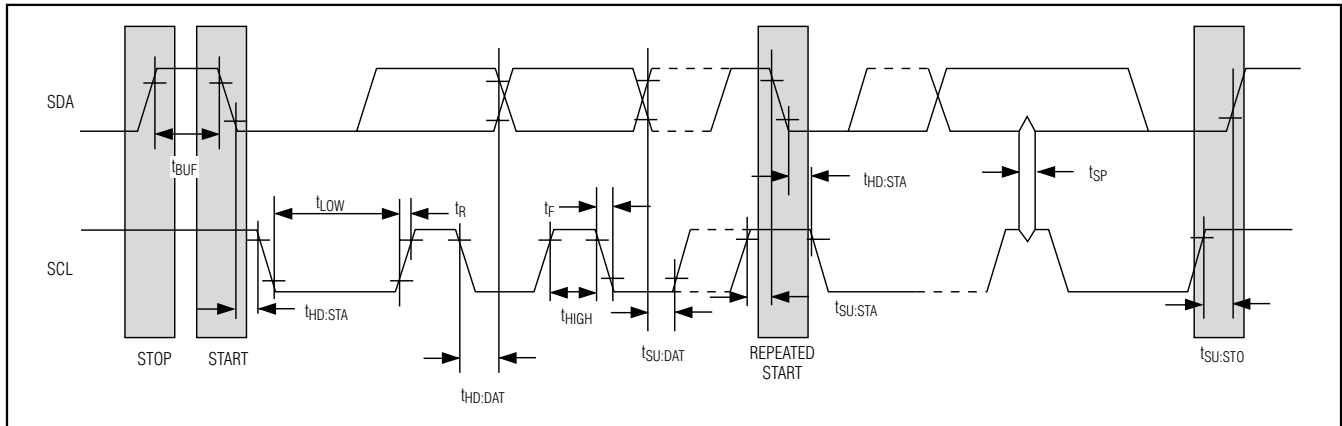 SDA
tBUF
tHD:STA
tSP
tLOW
tR
tF
SCL
tHD:STA
tHIGH
tSU:STA
STOP
START
tSU:DAT
REPEATED
START
tSU:STO
tHD:DAT